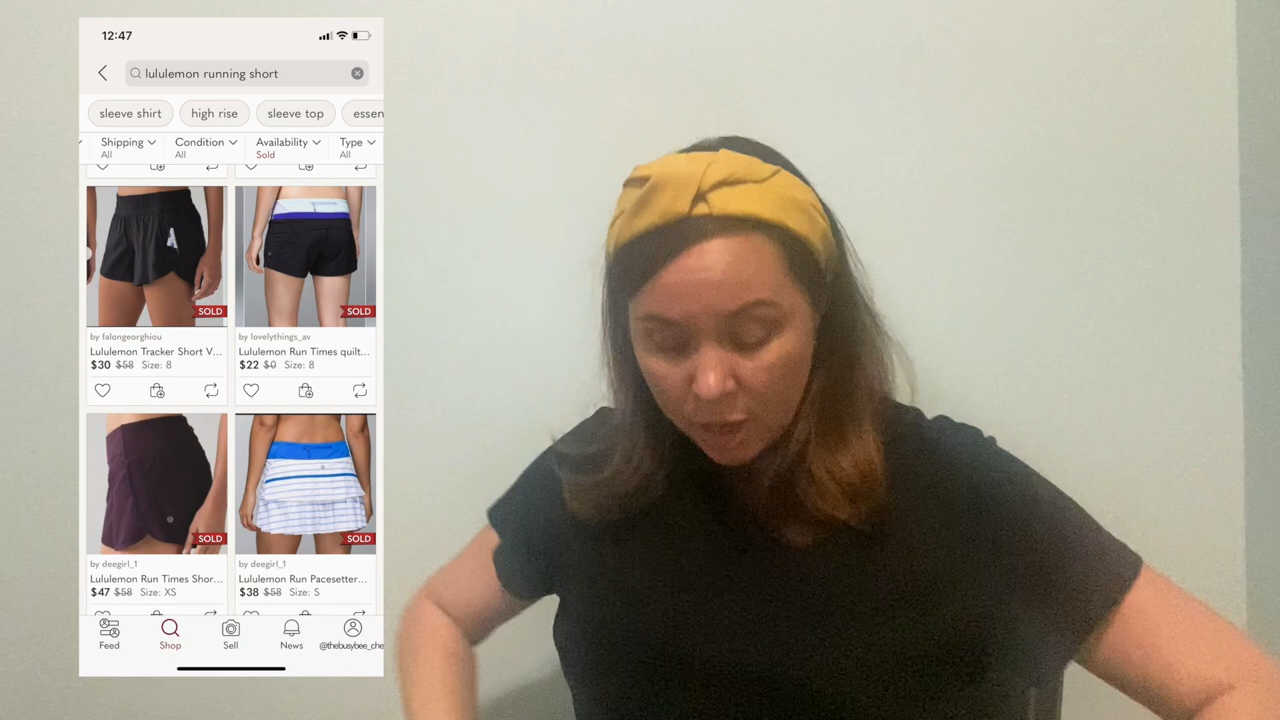 12:47
lululemon running short
sleeve shirt
high rise
sleeve top
essen
Shipping
All
Condition
All
Availability
Sold
Type
All
SOLD
SOLD
by falongeorghiou
by lovelythings_av
Lululemon Tracker Short V...
Lululemon Run Times quilt...
$30 $58 Size: 8
$22 $0 Size: 8
SOLD
SOLD
by deegirl_1
by deegirl_1
Lululemon Run Times Shor...
Lululemon Run Pacesetter...
$47 $58 Size: XS
$38 $58 Size: S
Feed
Shop
Sell
News
@thebusybee_che